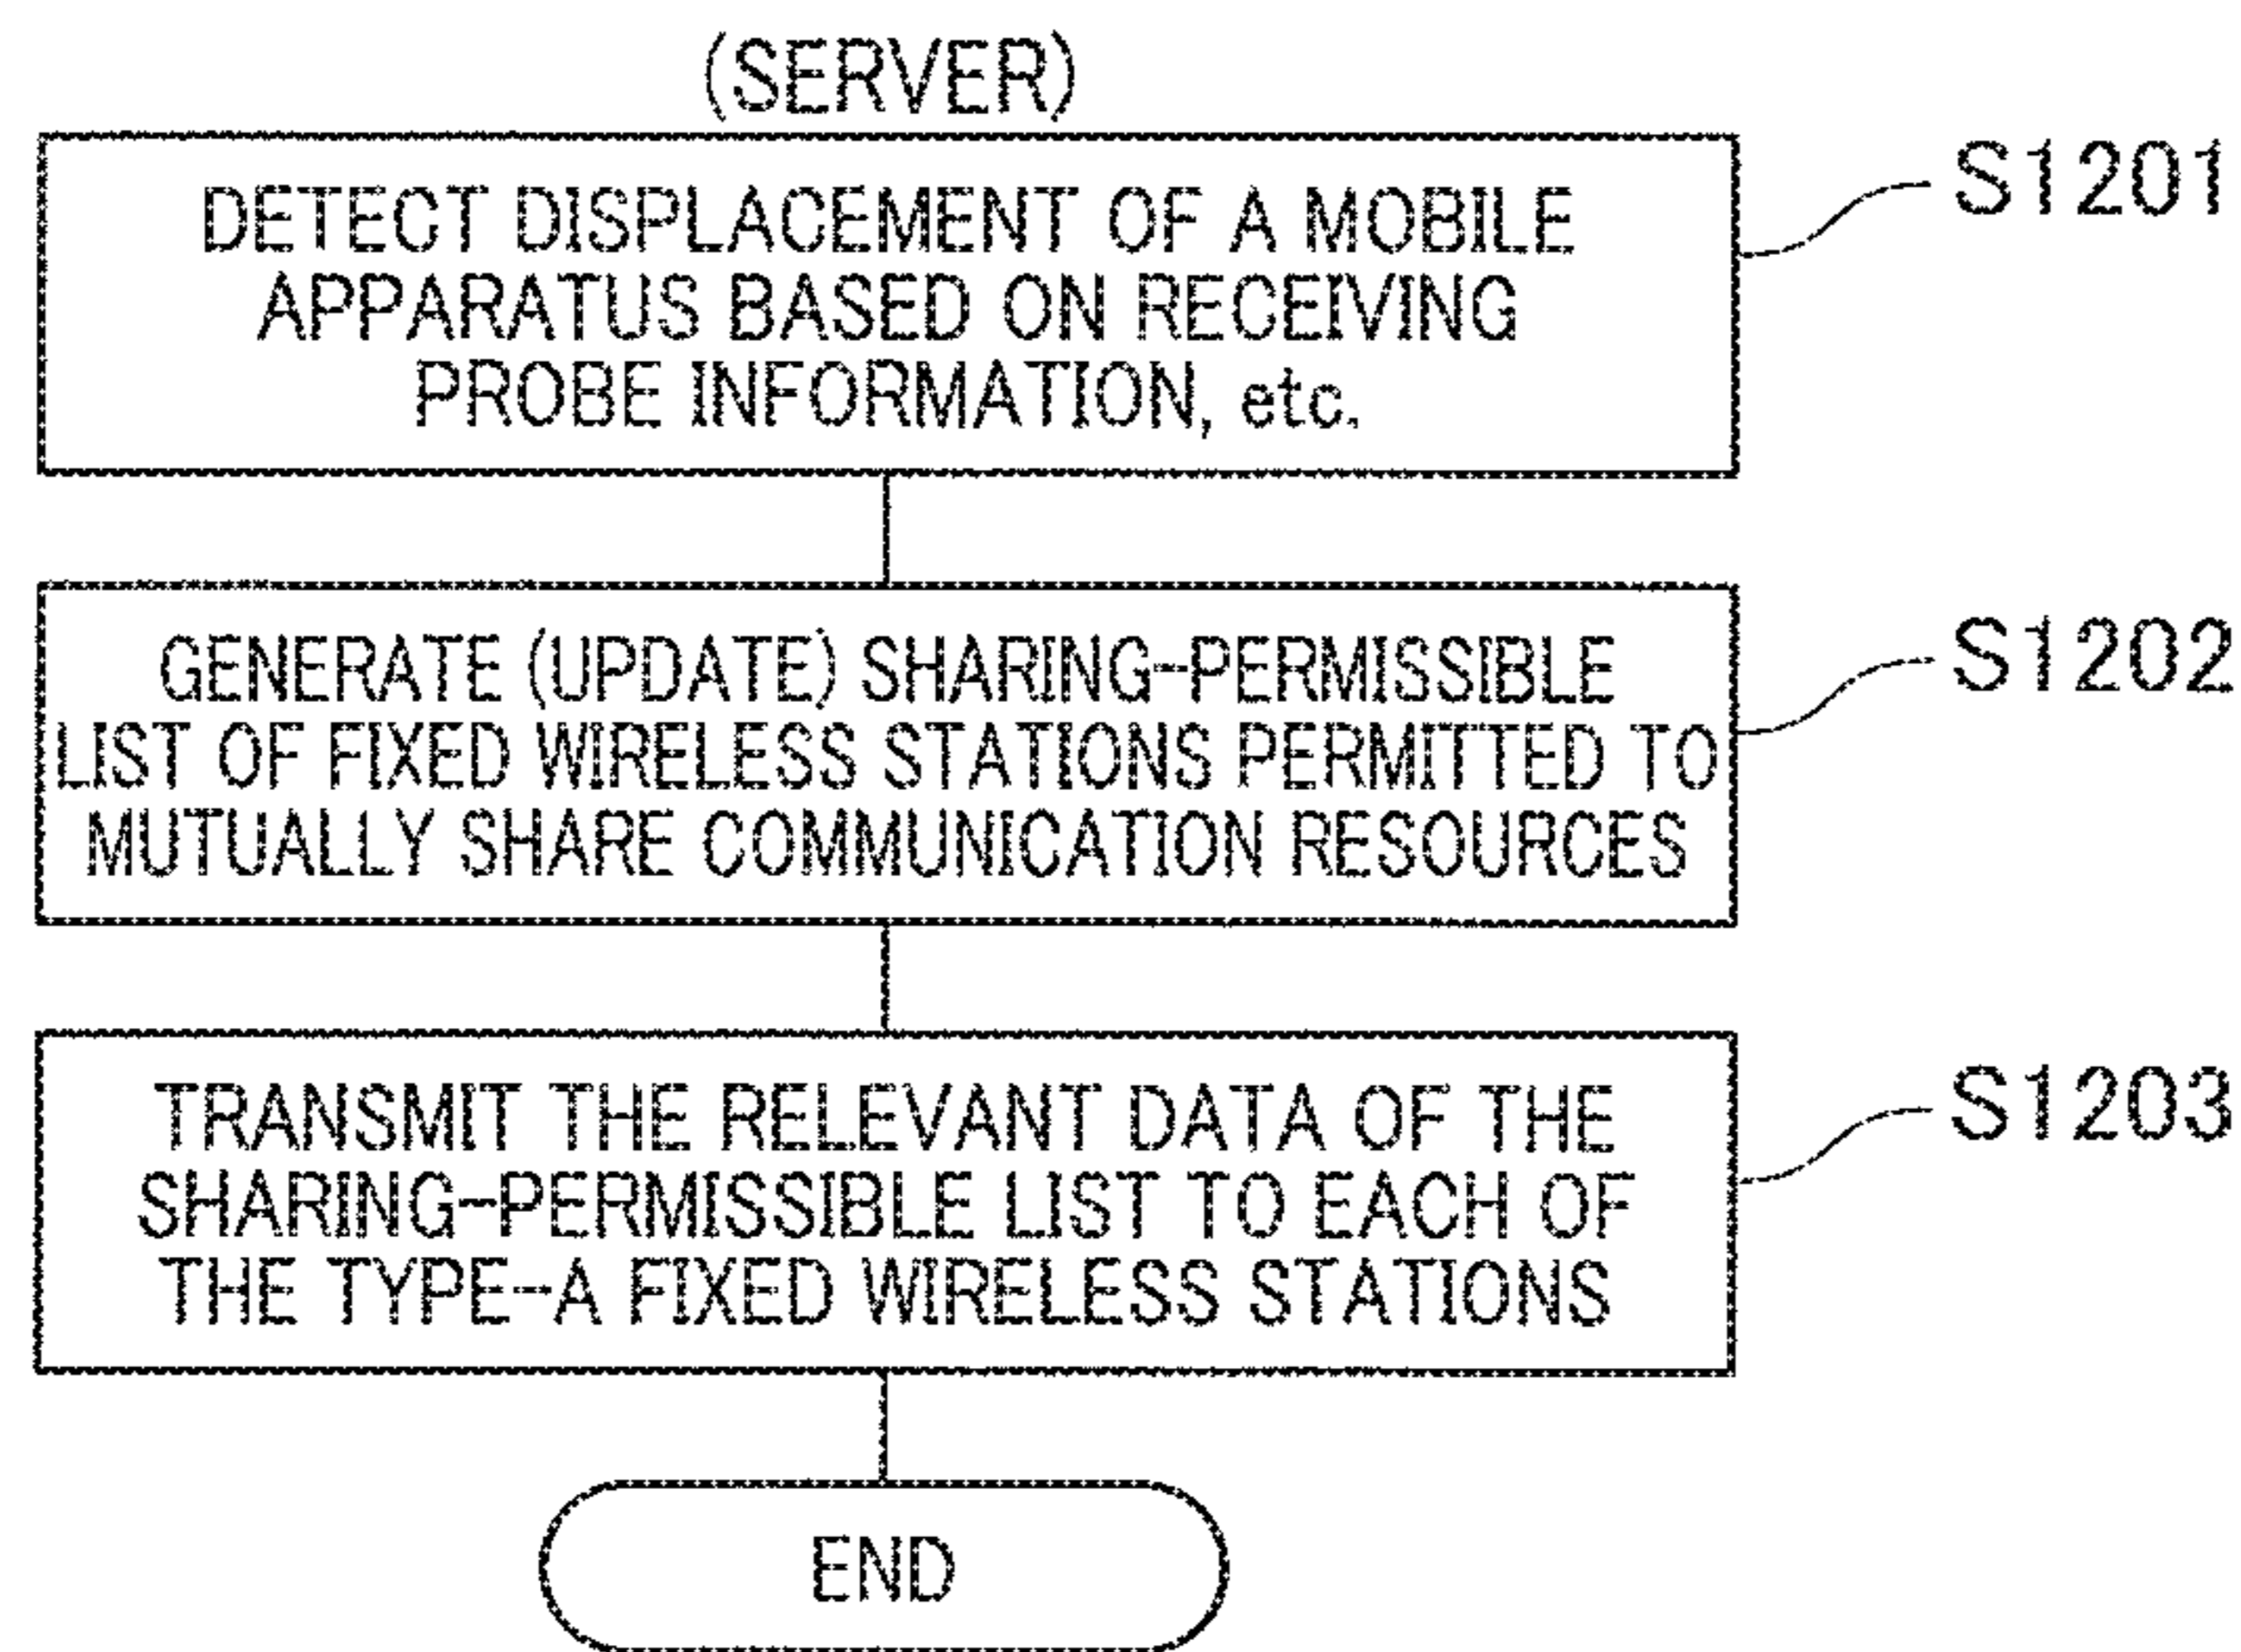 (SERVER)
DETECT DISPLACEMENT OF A MOBILE
APPARATUS BASED ON RECEIVING
PROBE INFORMATION, etc.
S1201
GENERATE (UPDATE) SHARING-PERMISSIBLE
LIST OF FIXED WIRELESS STATIONS PERMITTED TO
MUTUALLY SHARE COMMUNICATION RESOURCES
S1202
TRANSMIT THE RELEVANT DATA OF THE
SHARING-PERMISSIBLE LIST TO EACH OF
THE TYPE-A FIXED WIRELESS STATIONS
S1203
END